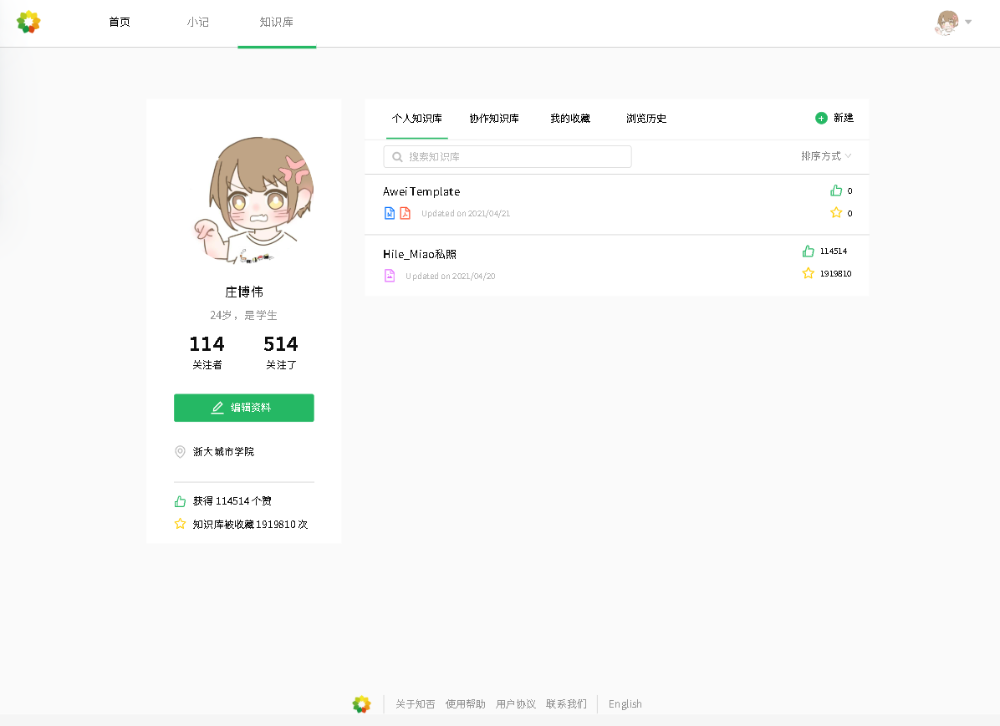 首页 小记 知识库
个人知识库 协作知识库 我的收藏 浏览历史 新建
搜索知识库 排序方式
Awei Template 0
Updated on 2021/04/21 0
Hile_Miao私照 114514
Updated on 2021/04/20 1919810
庄博伟
24岁，是学生
114 514
关注者 关注了
编辑资料
浙大城市学院
获得 114514 个赞
知识库被收藏 1919810 次
关于知否 使用帮助 用户协议 联系我们 English